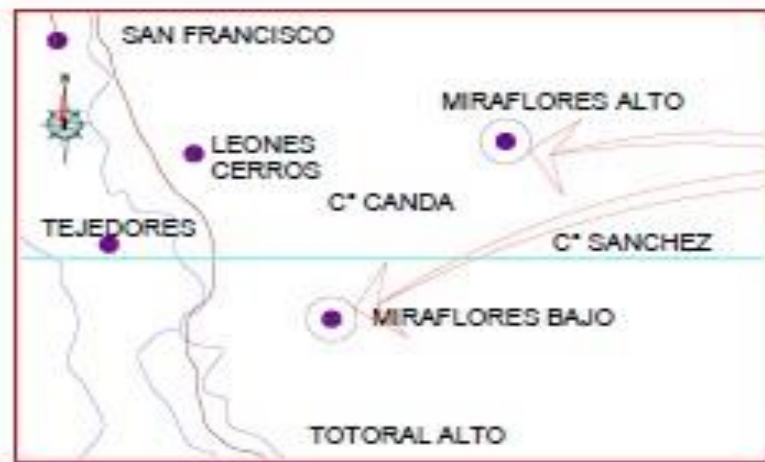 SAN FRANCISCO
MIRAFLORES ALTO
LEONES
CERROS
C° CANDA
TEJEDORES
C° SANCHEZ
MIRAFLORES BAJO
TOTORAL ALTO